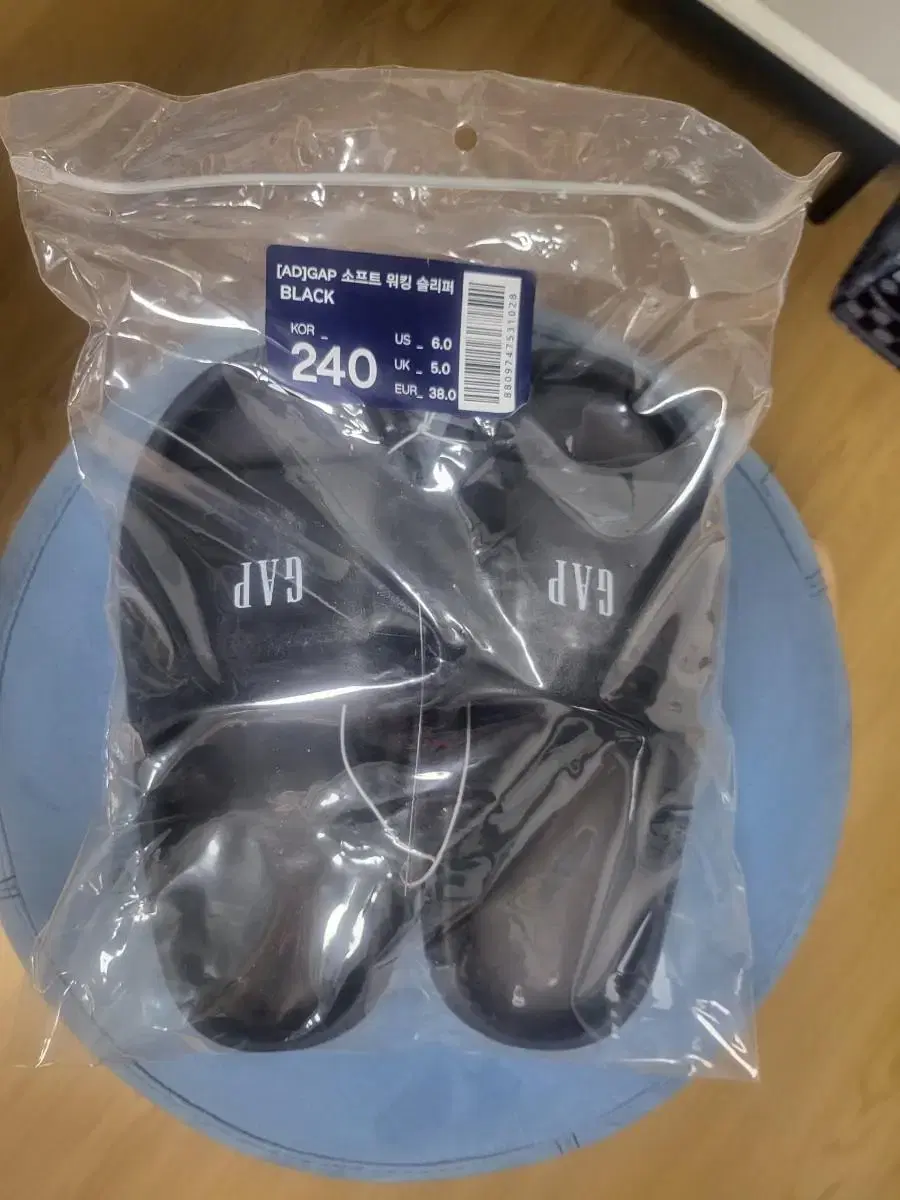 [AD]GAP 소프트 워킹 슬리퍼
BLACK
KOR _
240
US _ 6.0
UK _ 5.0
EUR_ 38.0
8809747531028
GAP
GAP